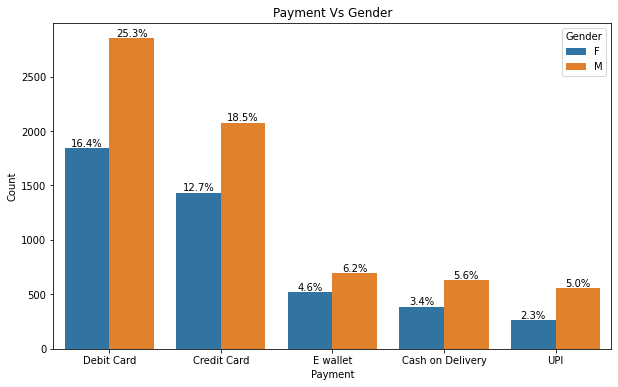 Payment Vs Gender
Gender
F
M
25.3%
16.4%
18.5%
12.7%
6.2%
4.6%
5.6%
3.4%
5.0%
2.3%
Count
2500
2000
1500
1000
500
0
Debit Card
Credit Card
E wallet
Cash on Delivery
UPI
Payment